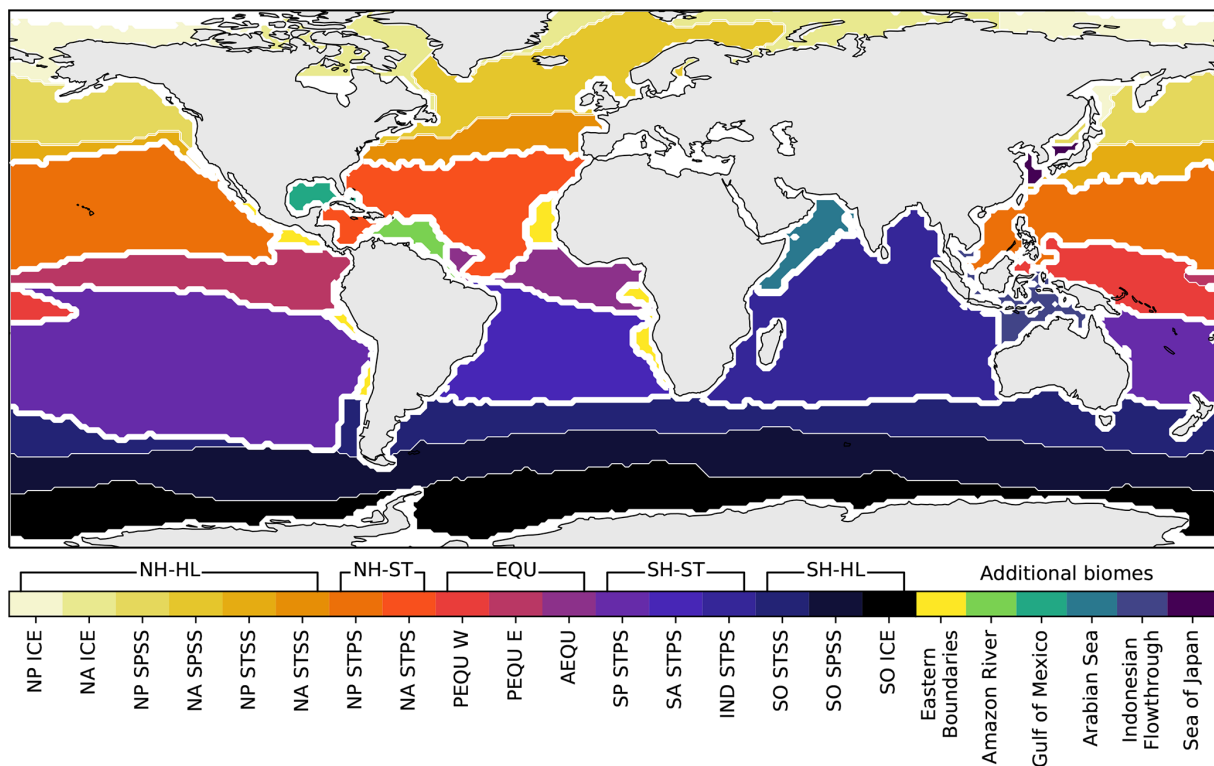 NH-HL
NH-ST
EQU
SH-ST
SH-HL
Additional biomes
NP ICE
NA ICE
NP SPSS
NA SPSS
NP STSS
NA STSS
NP STPS
NA STPS
PEQU W
PEQU E
AEQU
SP STPS
SA STPS
IND STPS
SO STSS
SO SPSS
SO ICE
Eastern
Boundaries
Amazon River
Gulf of Mexico
Arabian Sea
Indonesian
Flowthrough
Sea of Japan